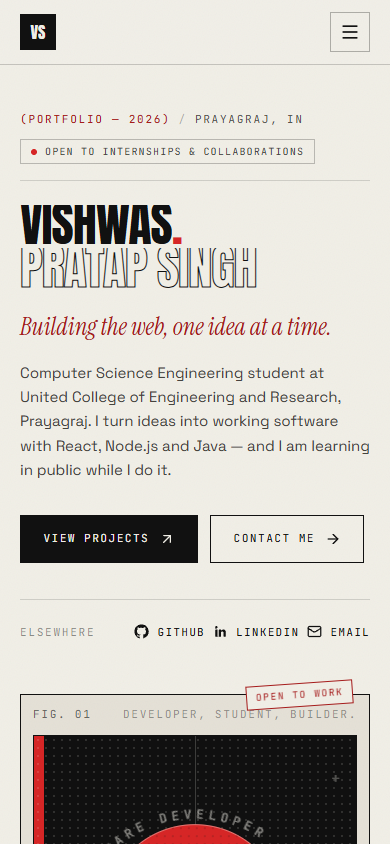 VS
(PORTFOLIO — 2026) / PRAYAGRAJ, IN
OPEN TO INTERNSHIPS & COLLABORATIONS
VISHWAS.
PRATAP SINGH
Building the web, one idea at a time.
Computer Science Engineering student at
United College of Engineering and Research,
Prayagraj. I turn ideas into working software
with React, Node.js and Java — and I am learning
in public while I do it.
VIEW PROJECTS
CONTACT ME
ELSEWHERE GITHUB LINKEDIN EMAIL
OPEN TO WORK
FIG. 01 DEVELOPER, STUDENT, BUILDER.
ARE DEVELOPER